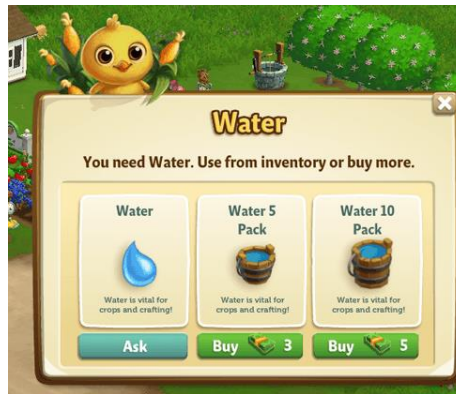 Water
You need Water. Use from inventory or buy more.
Water
Water is vital for
crops and crafting!
Ask
Water 5
Pack
Water is vital for
crops and crafting!
Buy 3
Water 10
Pack
Water is vital for
crops and crafting!
Buy 5